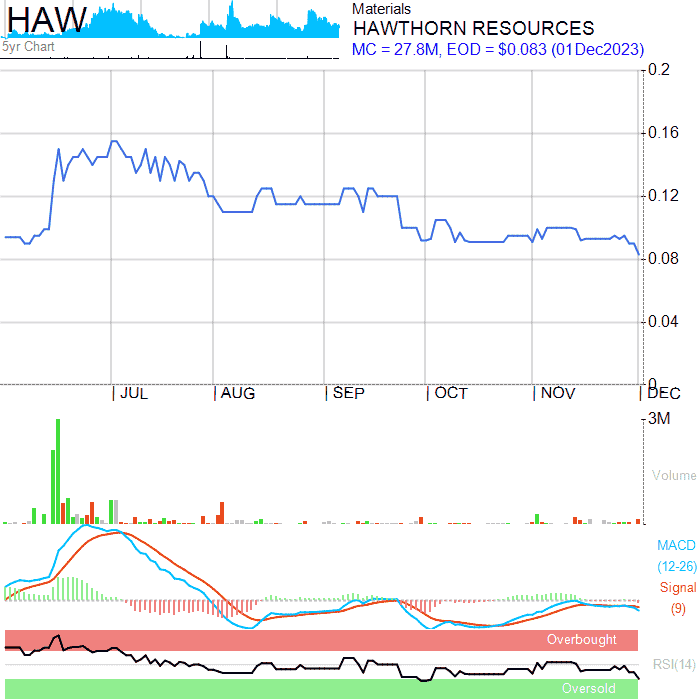 HAW
5yr Chart
Materials
HAWTHORN RESOURCES
MC = 27.8M, EOD = $0.083 (01Dec2023)
0.2
0.16
0.12
0.08
0.04
0
| JUL | AUG | SEP | OCT | NOV | DEC
3M
Volume
MACD
(12-26)
Signal
(9)
Overbought
RSI(14)
Oversold